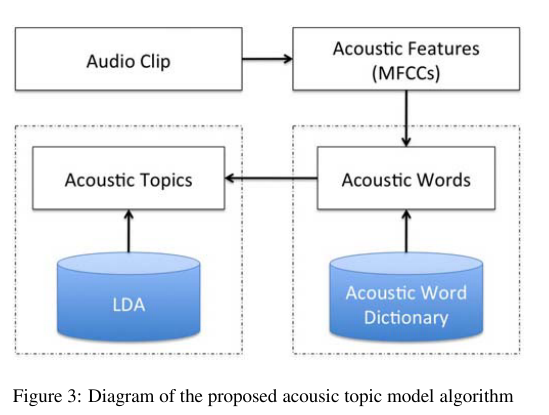 Audio Clip
Acoustic Features
(MFCCs)
Acoustic Topics
Acoustic Words
LDA
Acoustic Word
Dictionary
Figure 3: Diagram of the proposed acousic topic model algorithm